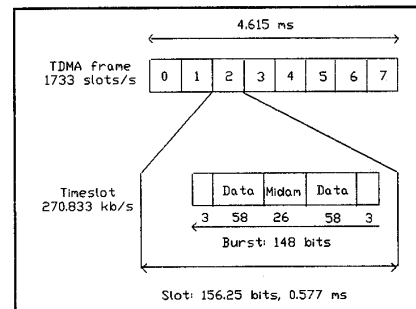 4.615 ms
TDMA frame
1733 slots/s
0 1 2 3 4 5 6 7
Timeslot
270.833 kb/s
Data Midam Data
3 58 26 58 3
Burst: 148 bits
Slot: 156.25 bits, 0.577 ms